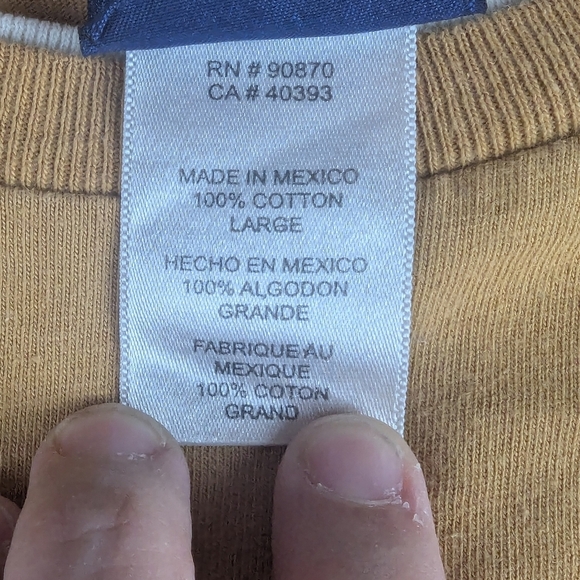 RN # 90870
CA # 40393
MADE IN MEXICO
100% COTTON
LARGE
HECHO EN MEXICO
100% ALGODON
GRANDE
FABRIQUE AU
MEXIQUE
100% COTON
GRAND